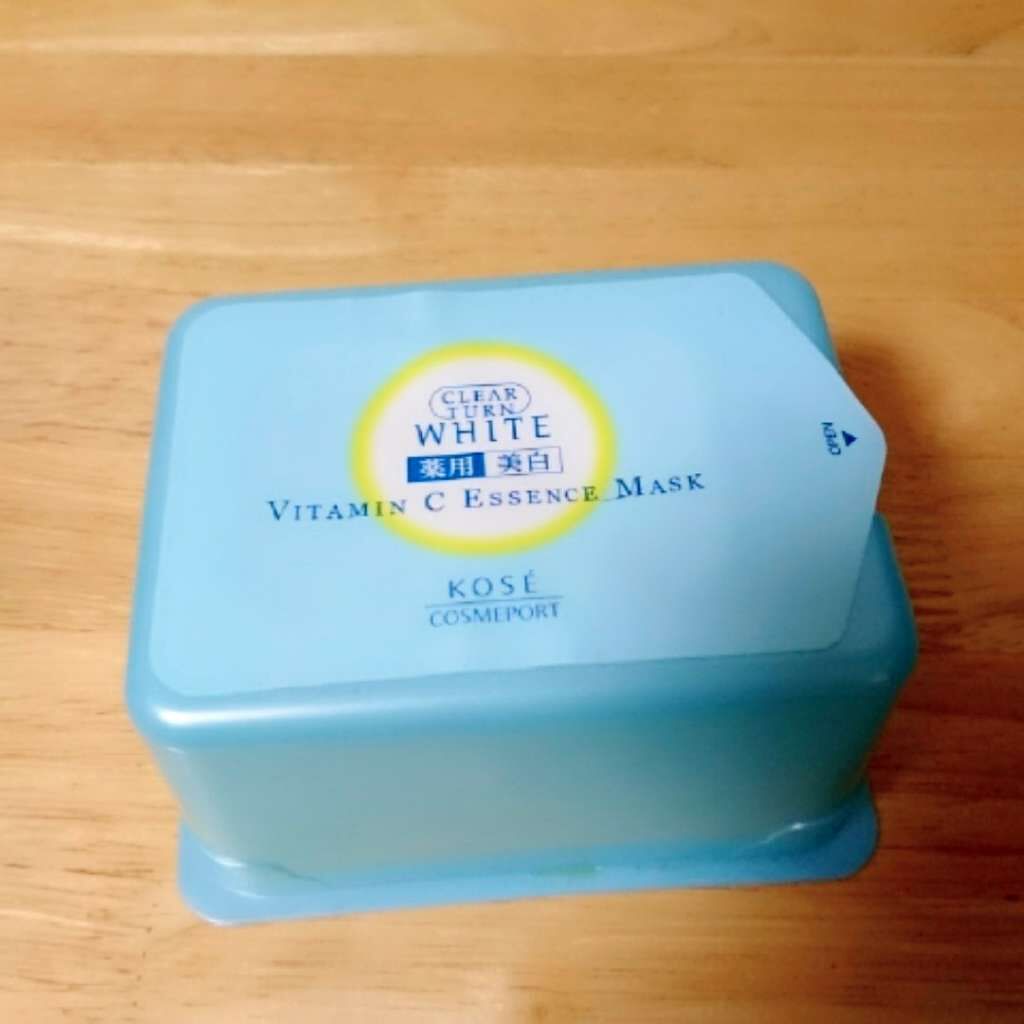 CLEAR
TURN
WHITE
薬用 美白
VITAMIN C ESSENCE MASK
KOSÉ
COSMEPORT
OPEN